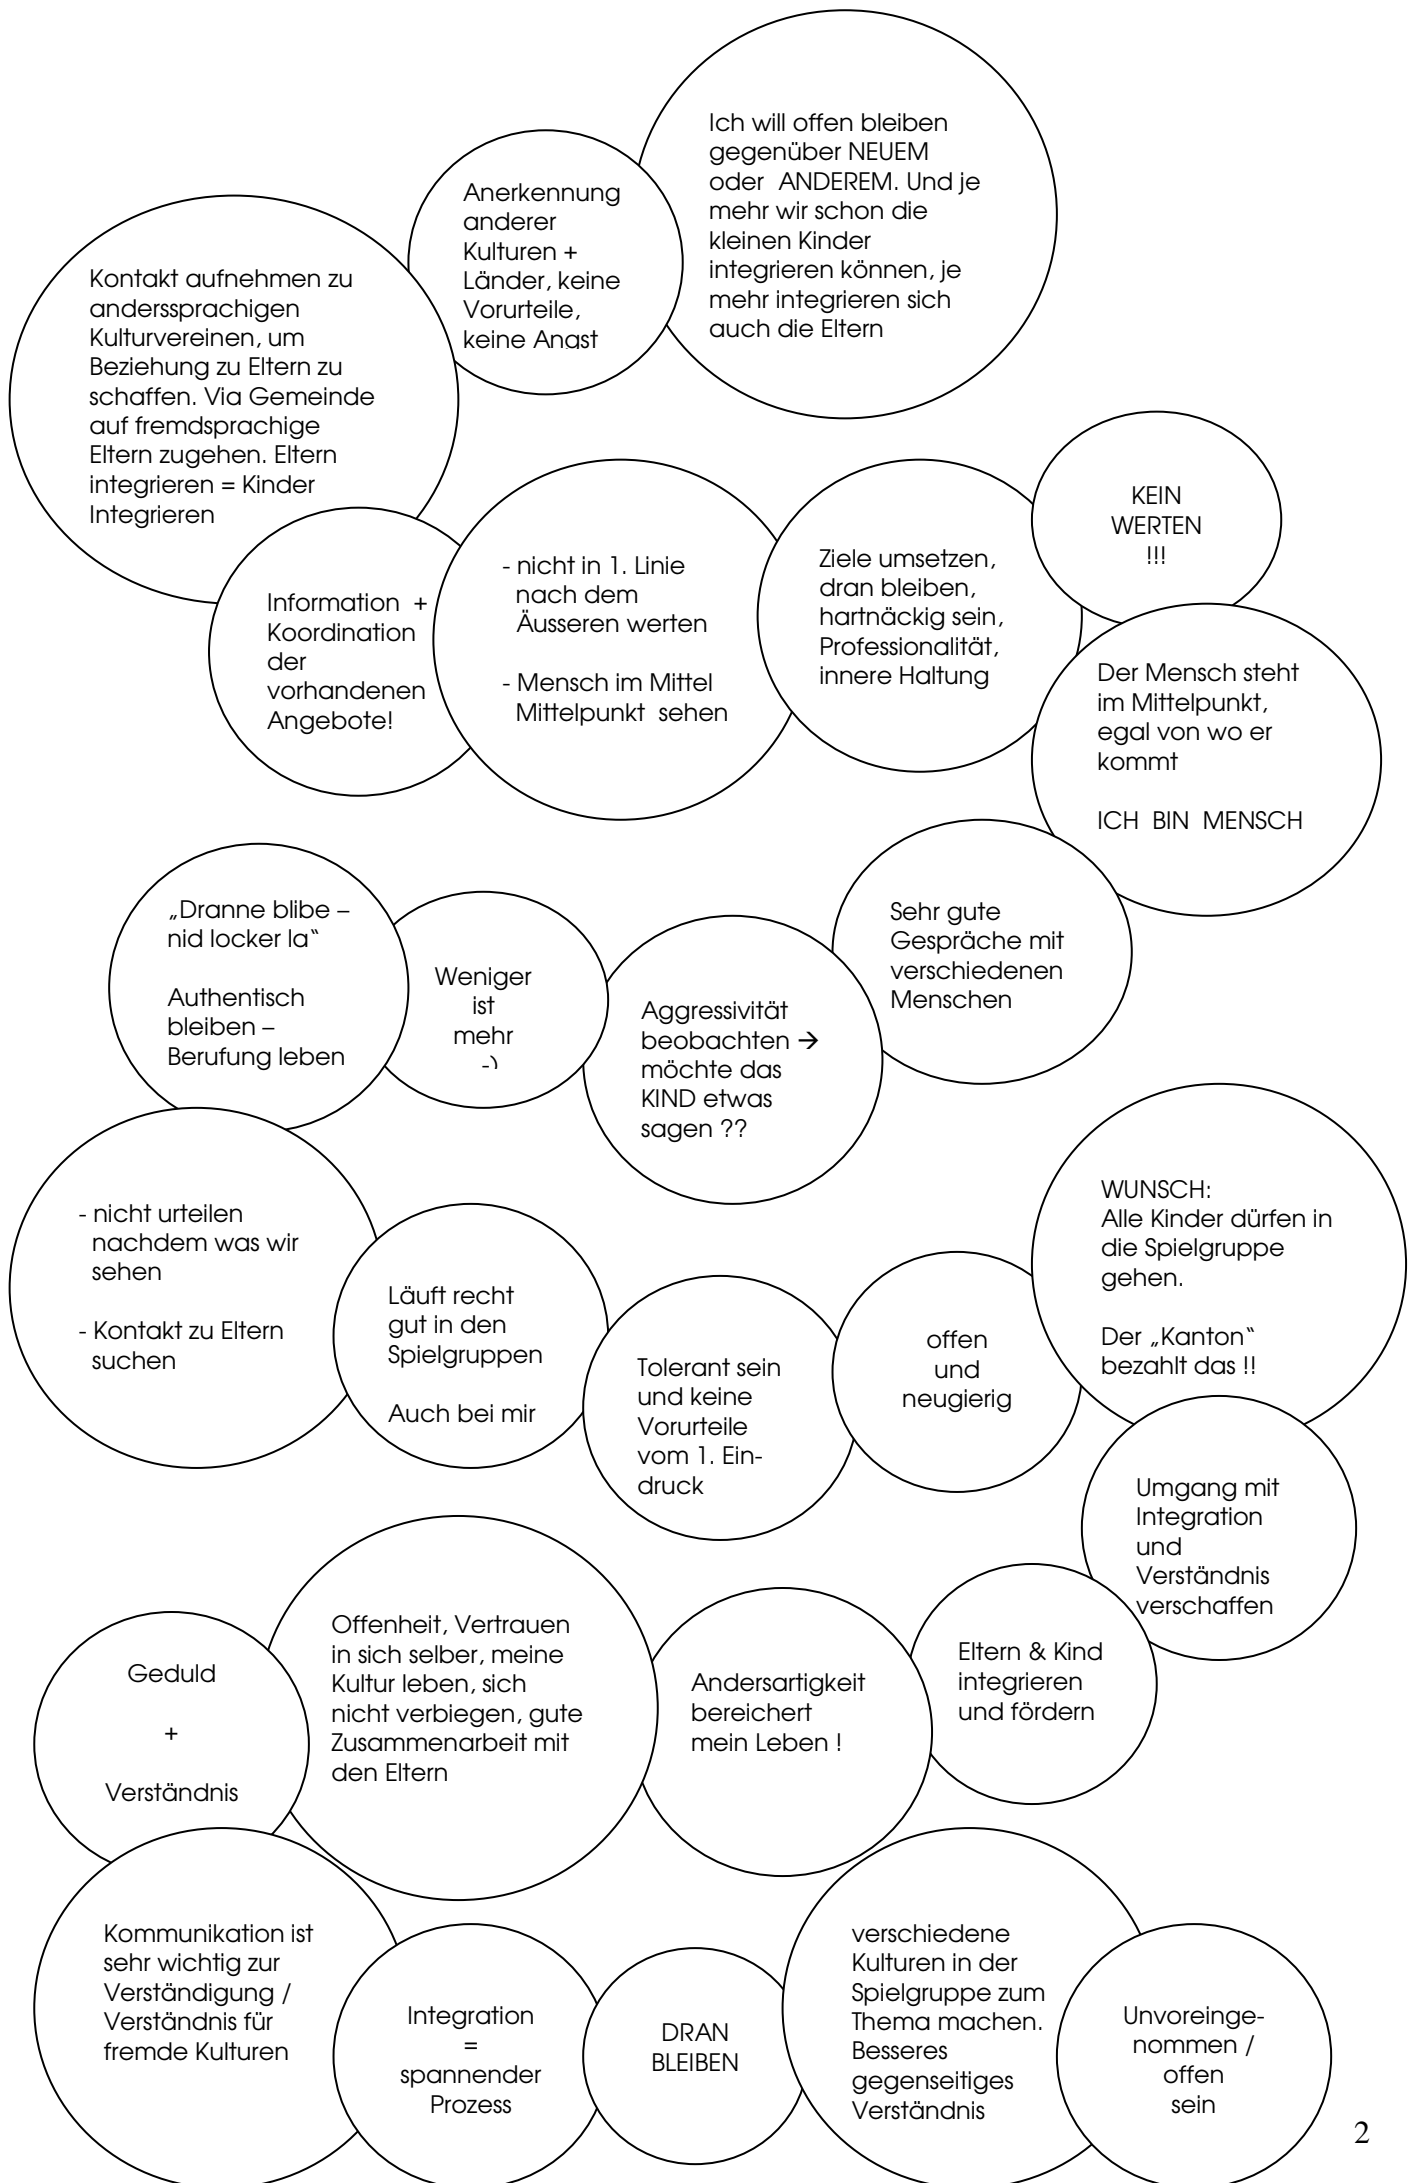 Ich will offen bleiben
gegenüber NEUEM
oder ANDEREM. Und je
mehr wir schon die
kleinen Kinder
integrieren können, je
mehr integrieren sich
auch die Eltern
Anerkennung
anderer
Kulturen +
Länder, keine
Vorurteile,
keine Angst
Kontakt aufnehmen zu
anderssprachigen
Kulturvereinen, um
Beziehung zu Eltern zu
schaffen. Via Gemeinde
auf fremdsprachige
Eltern zugehen. Eltern
integrieren = Kinder
Integrieren
KEIN
WERTEN
!!!
Information +
Koordination
der
vorhandenen
Angebote!
- nicht in 1. Linie
nach dem
Äusseren werten
- Mensch im Mittel
Mittelpunkt sehen
Ziele umsetzen,
dran bleiben,
hartnäckig sein,
Professionalität,
innere Haltung
Der Mensch steht
im Mittelpunkt,
egal von wo er
kommt
ICH BIN MENSCH
„Dranne blibe –
nid locker la“
Authentisch
bleiben –
Berufung leben
Weniger
ist
mehr
-)
Aggressivität
beobachten →
möchte das
KIND etwas
sagen ??
Sehr gute
Gespräche mit
verschiedenen
Menschen
- nicht urteilen
nachdem was wir
sehen
- Kontakt zu Eltern
suchen
Läuft recht
gut in den
Spielgruppen
Auch bei mir
Tolerant sein
und keine
Vorurteile
vom 1. Ein-
druck
offen
und
neugierig
WUNSCH:
Alle Kinder dürfen in
die Spielgruppe
gehen.
Der „Kanton“
bezahlt das !!
Umgang mit
Integration
und
Verständnis
verschaffen
Geduld
+
Verständnis
Offenheit, Vertrauen
in sich selber, meine
Kultur leben, sich
nicht verbiegen, gute
Zusammenarbeit mit
den Eltern
Andersartigkeit
bereichert
mein Leben !
Eltern & Kind
integrieren
und fördern
Kommunikation ist
sehr wichtig zur
Verständigung /
Verständnis für
fremde Kulturen
Integration
=
spannender
Prozess
DRAN
BLEIBEN
verschiedene
Kulturen in der
Spielgruppe zum
Thema machen.
Besseres
gegenseitiges
Verständnis
Unvoreinge-
nommen /
offen
sein
2